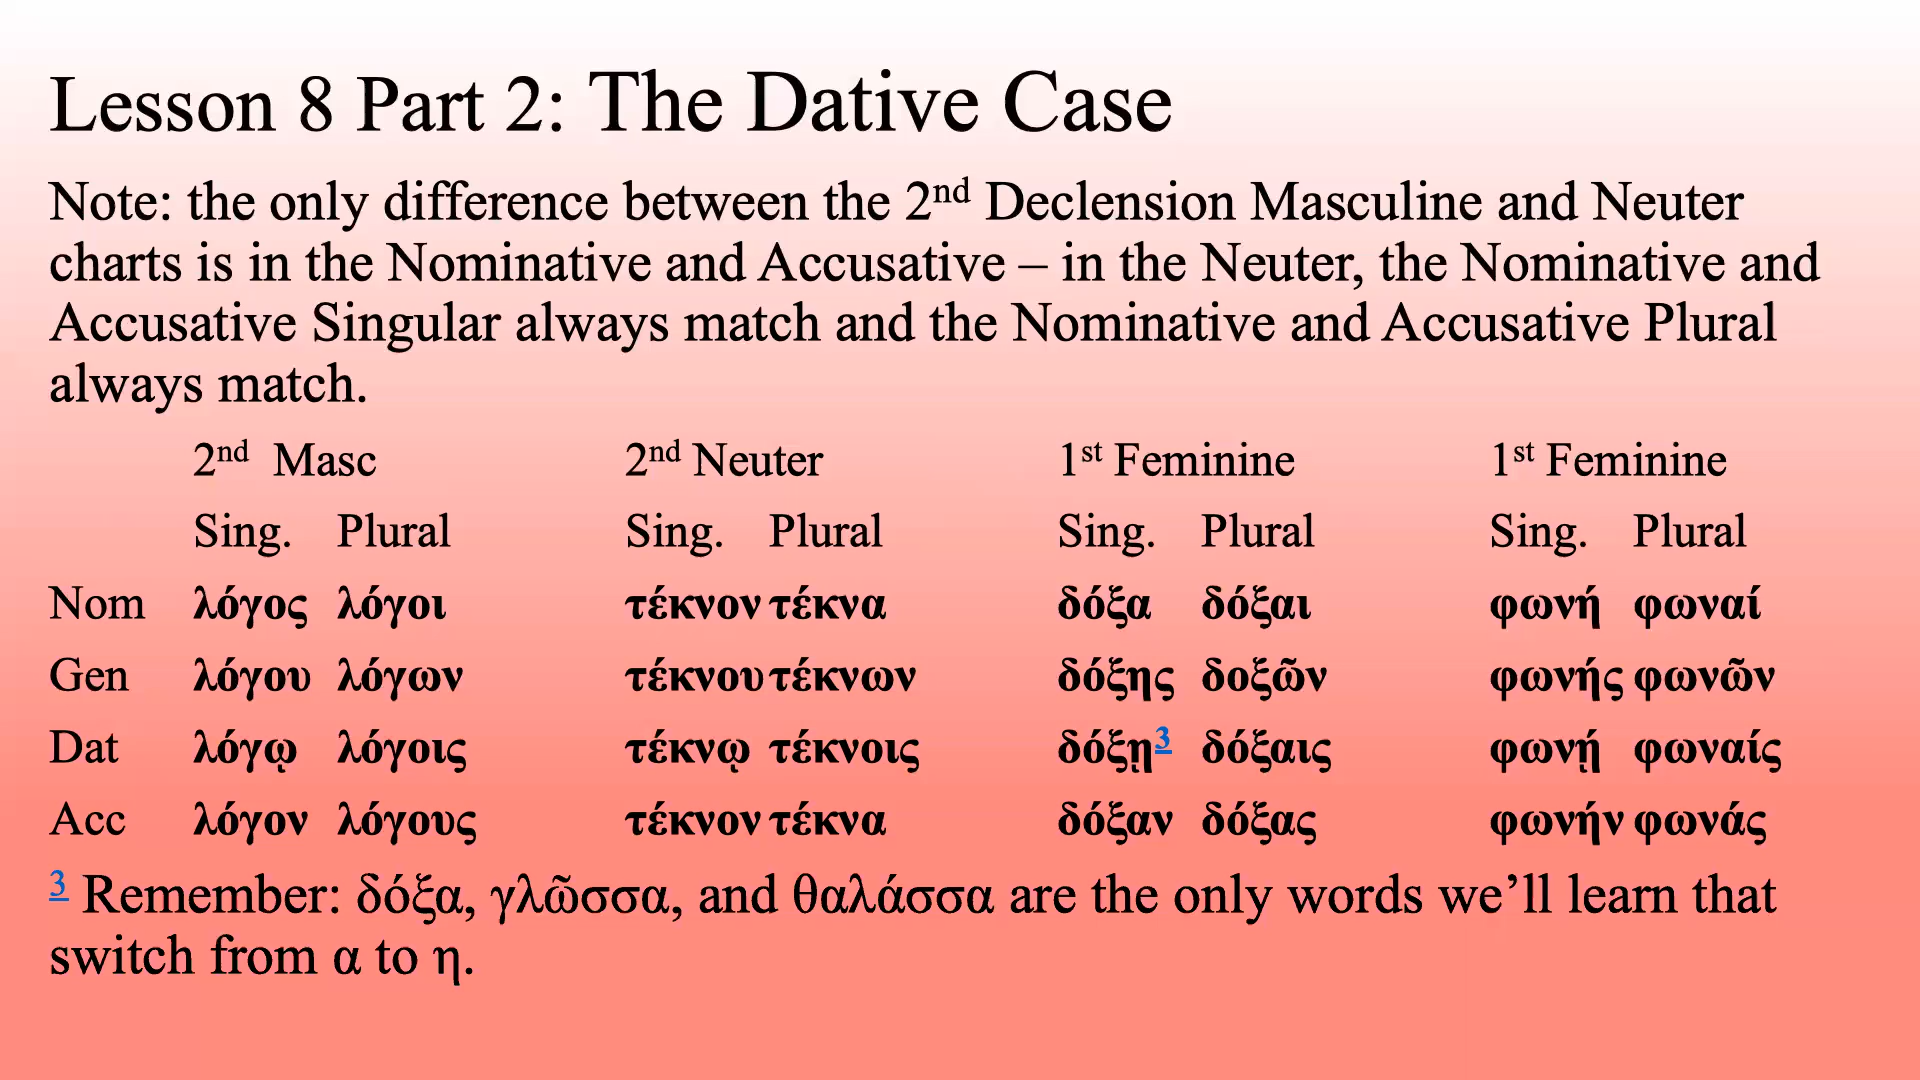 Lesson 8 Part 2: The Dative Case
Note: the only difference between the 2nd Declension Masculine and Neuter
charts is in the Nominative and Accusative – in the Neuter, the Nominative and
Accusative Singular always match and the Nominative and Accusative Plural
always match.
2nd Masc 2nd Neuter 1st Feminine 1st Feminine
Sing. Plural Sing. Plural Sing. Plural Sing. Plural
Nom λόγος λόγοι τέκνον τέκνα δόξα δόξαι φωνή φωναί
Gen λόγου λόγων τέκνου τέκνων δόξης δοξῶν φωνής φωνῶν
Dat λόγῳ λόγοις τέκνῳ τέκνοις δόξῃ3 δόξαις φωνῄ φωναίς
Acc λόγον λόγους τέκνον τέκνα δόξαν δόξας φωνήν φωνάς
3 Remember: δόξα, γλῶσσα, and θαλάσσα are the only words we’ll learn that
switch from α to η.